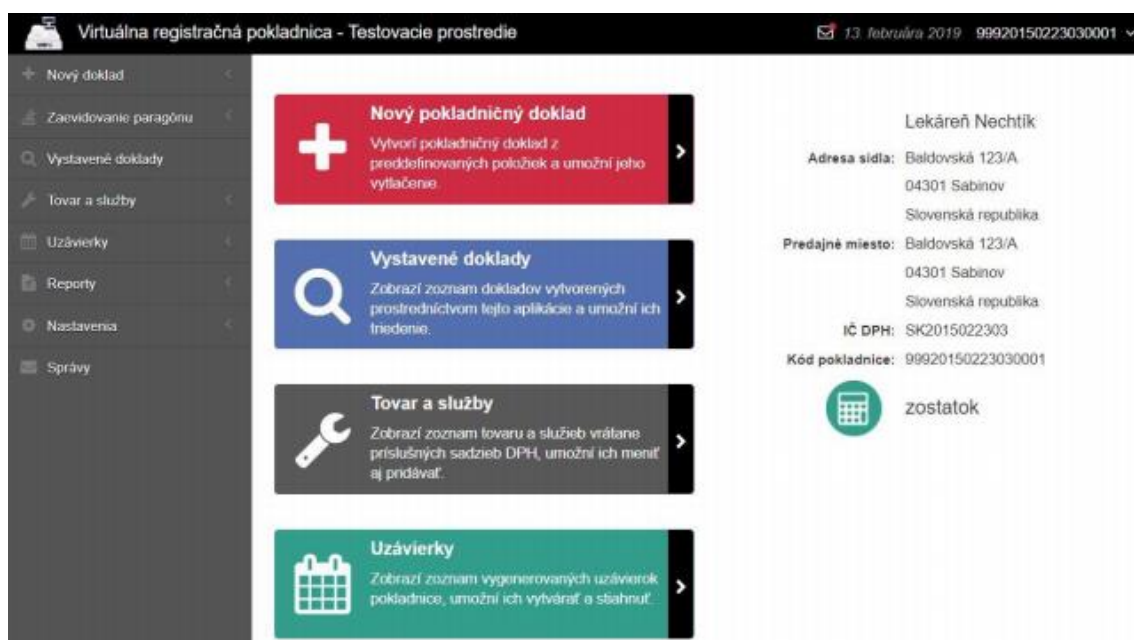 Virtuálna registračná pokladnica - Testovacie prostredie
13. februára 2019 99920150223030001
Nový doklad
Zaevidovanie paragónu
Vystavené doklady
Tovar a služby
Uzávierky
Reporty
Nastavenia
Správy
Nový pokladničný doklad
Vytvorí pokladničný doklad z
preddefinovaných položiek a umožní jeho
vytlačenie.
Vystavené doklady
Zobrazí zoznam dokladov vytvorených
prostredníctvom tejto aplikácie a umožní ich
triedenie.
Tovar a služby
Zobrazí zoznam tovaru a služieb vrátane
príslušných sadzieb DPH, umožní ich meniť
aj pridávať.
Uzávierky
Zobrazí zoznam vygenerovaných uzávierok
pokladnice, umožní ich vytvárať a stiahnuť.
Lekáreň Nechtík
Adresa sídla: Baldovská 123/A
04301 Sabinov
Slovenská republika
Predajné miesto: Baldovská 123/A
04301 Sabinov
Slovenská republika
IČ DPH: SK2015022303
Kód pokladnice: 99920150223030001
zostatok